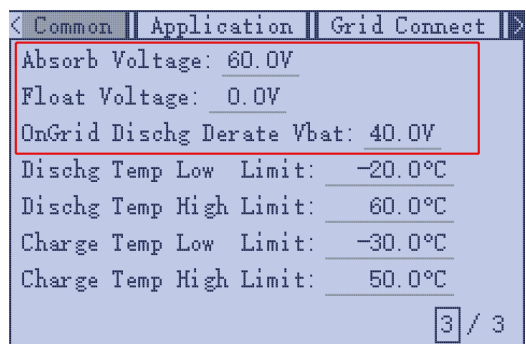 < Common Application Grid Connect >
Absorb Voltage: 60.0V
Float Voltage: 0.0V
OnGrid Dischg Derate Vbat: 40.0V
Dischg Temp Low Limit: -20.0°C
Dischg Temp High Limit: 60.0°C
Charge Temp Low Limit: -30.0°C
Charge Temp High Limit: 50.0°C
3 / 3